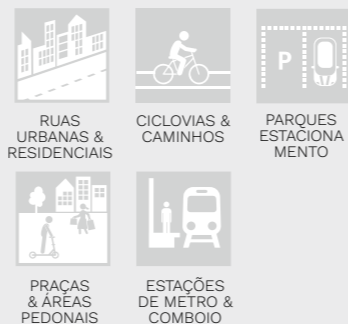 P
RUAS
URBANAS &
RESIDENCIAIS
CICLOVIAS &
CAMINHOS
PARQUES
ESTACIONA
MENTO
PRAÇAS
& ÁREAS
PEDONAIS
ESTAÇÕES
DE METRO &
COMBOIO